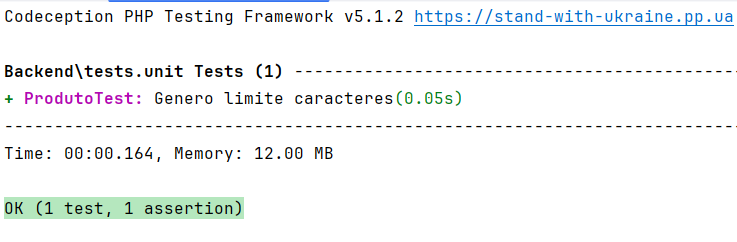 Codeception PHP Testing Framework v5.1.2 https://stand-with-ukraine.pp.ua
Backend\tests.unit Tests (1) --------------------------------------------
+ ProdutoTest: Genero limite caracteres(0.05s)
-------------------------------------------------------------------------
Time: 00:00.164, Memory: 12.00 MB
OK (1 test, 1 assertion)